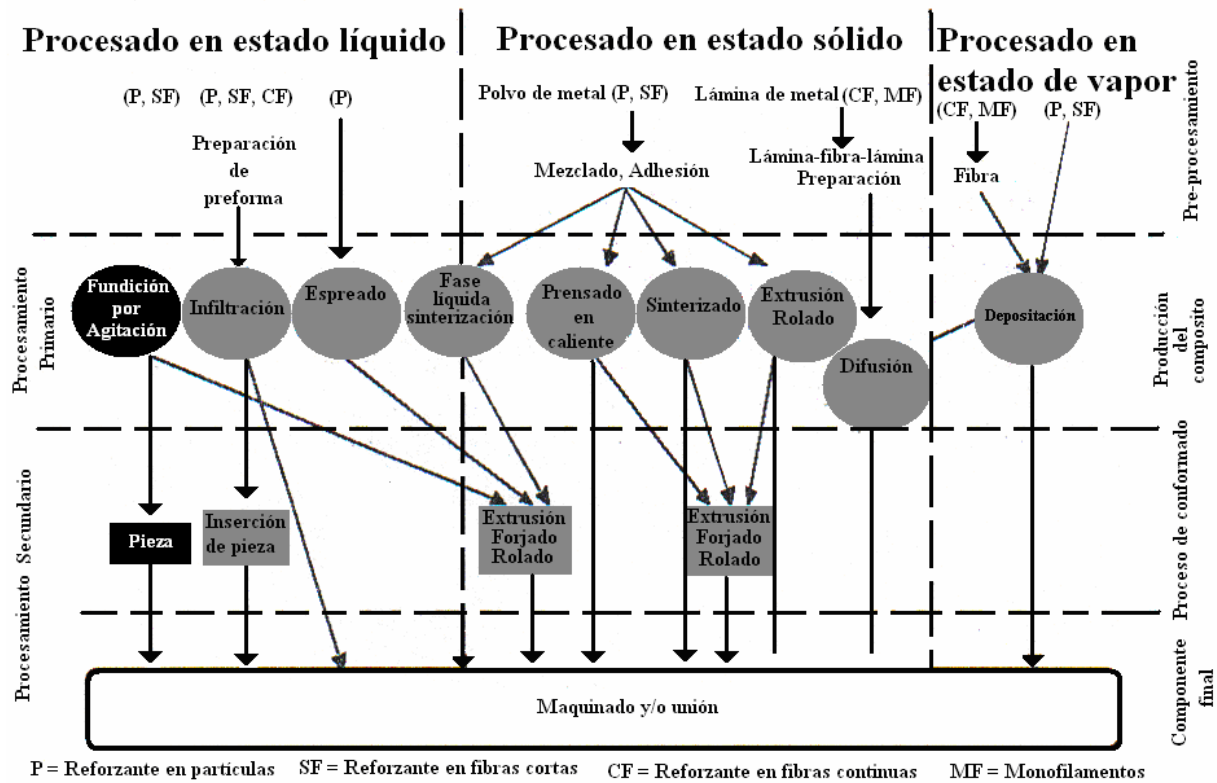 Procesado en estado líquido
Procesado en estado sólido
Procesado en
estado de vapor
(P, SF)
(P, SF, CF)
(P)
Polvo de metal (P, SF)
Lámina de metal (CF, MF)
(CF, MF)
(P, SF)
Preparación
de
preforma
Mezclado, Adhesión
Lámina-fibra-lámina
Preparación
Fibra
Pre-procesamiento
Procesamiento
Primario
Fundición
por
Agitación
Infiltración
Espreado
Fase
líquida
sinterización
Prensado
en
caliente
Sinterizado
Extrusión
Rolado
Difusión
Depositación
Producción
del
composito
Procesamiento Secundario
Pieza
Inserción
de pieza
Extrusión
Forjado
Rolado
Extrusión
Forjado
Rolado
Proceso de conformado
Maquinado y/o unión
Componente
final
P = Reforzante en partículas
SF = Reforzante en fibras cortas
CF = Reforzante en fibras continuas
MF = Monofilamentos